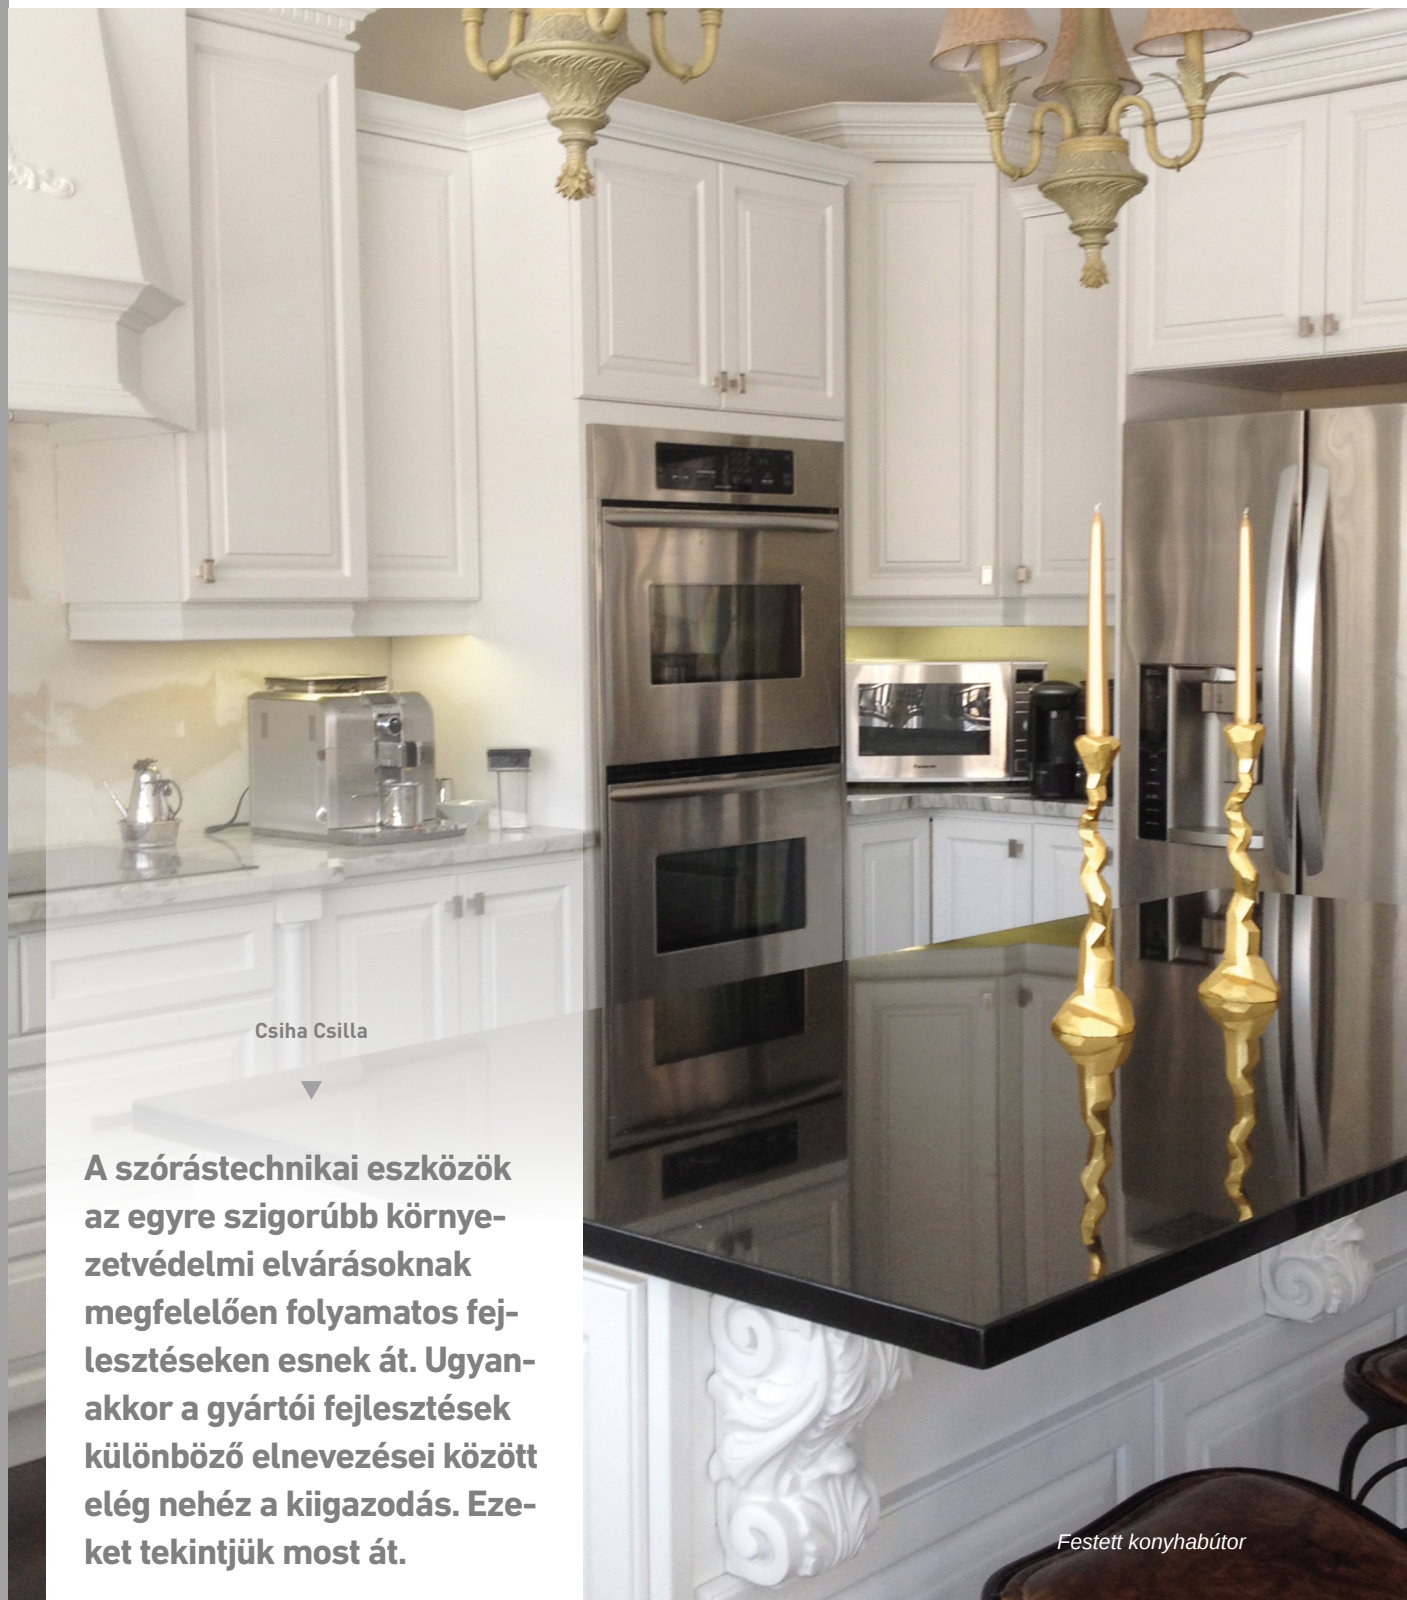 Csiha Csilla
A szórástechnikai eszközök
az egyre szigorúbb környe-
zetvédelmi elvárásoknak
megfelelően folyamatos fej-
lesztéseken esnek át. Ugyan-
akkor a gyártói fejlesztések
különböző elnevezései között
elég nehéz a kiigazodás. Eze-
ket tekintjük most át.
Festett konyhabútor